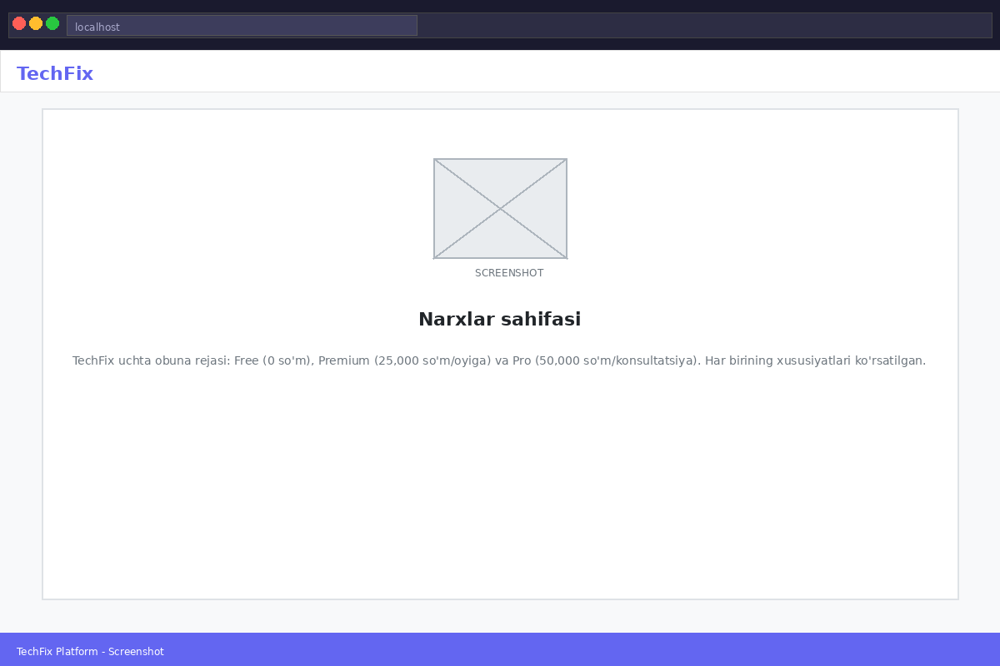 localhost
TechFix
SCREENSHOT
Narxlar sahifasi
TechFix uchta obuna rejasi: Free (0 so'm), Premium (25,000 so'm/oyiga) va Pro (50,000 so'm/konsultatsiya). Har birining xususiyatlari ko'rsatilgan.
TechFix Platform - Screenshot